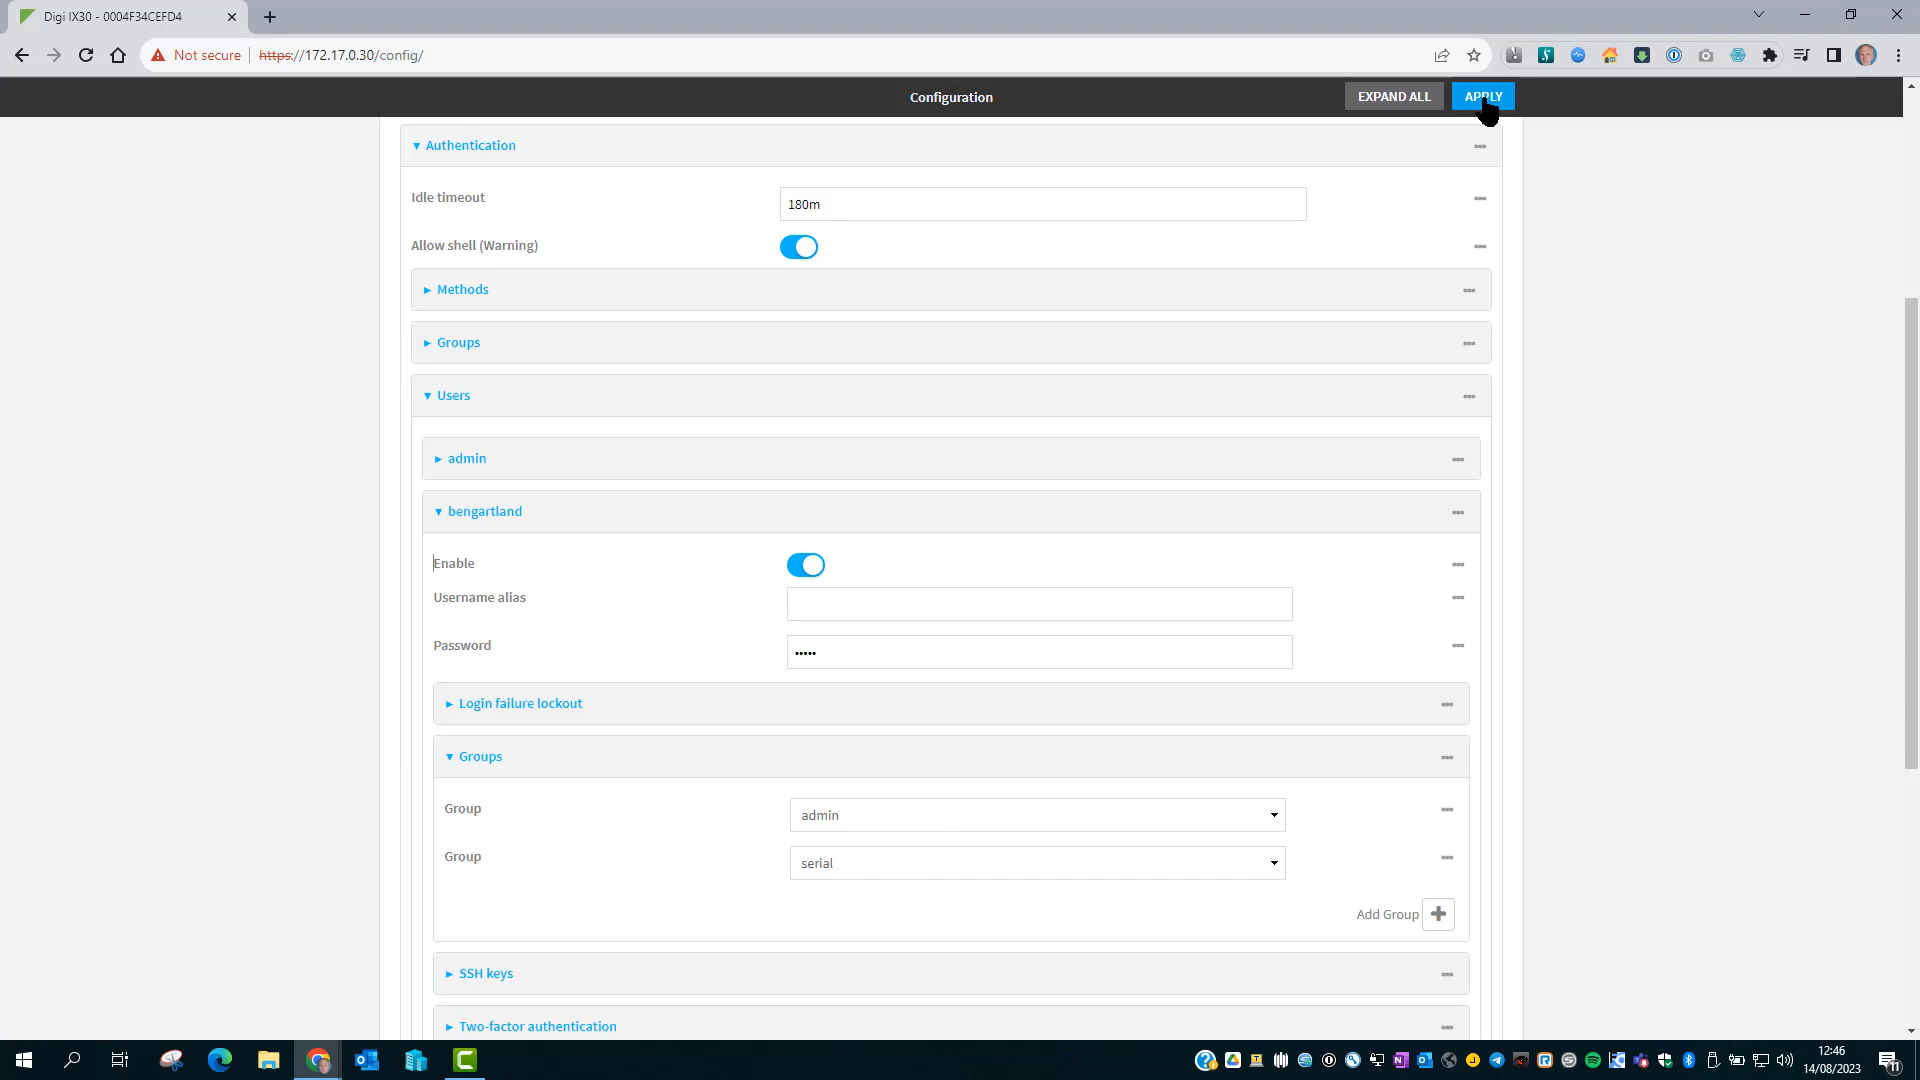 Digi IX30 - 0004F34CEFD4
Not secure
https://172.17.0.30/config/
Configuration
EXPAND ALL
APPLY
Authentication
Idle timeout
180m
Allow shell (Warning)
Methods
Groups
Users
admin
bengartland
Enable
Username alias
Password
•••••
Login failure lockout
Groups
Group
admin
Group
serial
Add Group
SSH keys
Two-factor authentication
12:46
14/08/2023
11